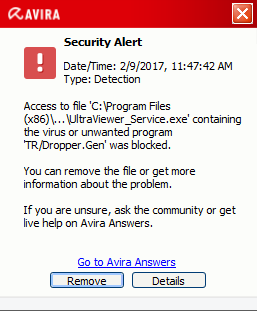 AVIRA
Security Alert
Date/Time: 2/9/2017, 11:47:42 AM
Type: Detection
Access to file 'C:\Program Files
(x86)\...\UltraViewer_Service.exe' containing
the virus or unwanted program
'TR/Dropper.Gen' was blocked.
You can remove the file or get more
information about the problem.
If you are unsure, ask the community or get
live help on Avira Answers.
Go to Avira Answers
Remove
Details